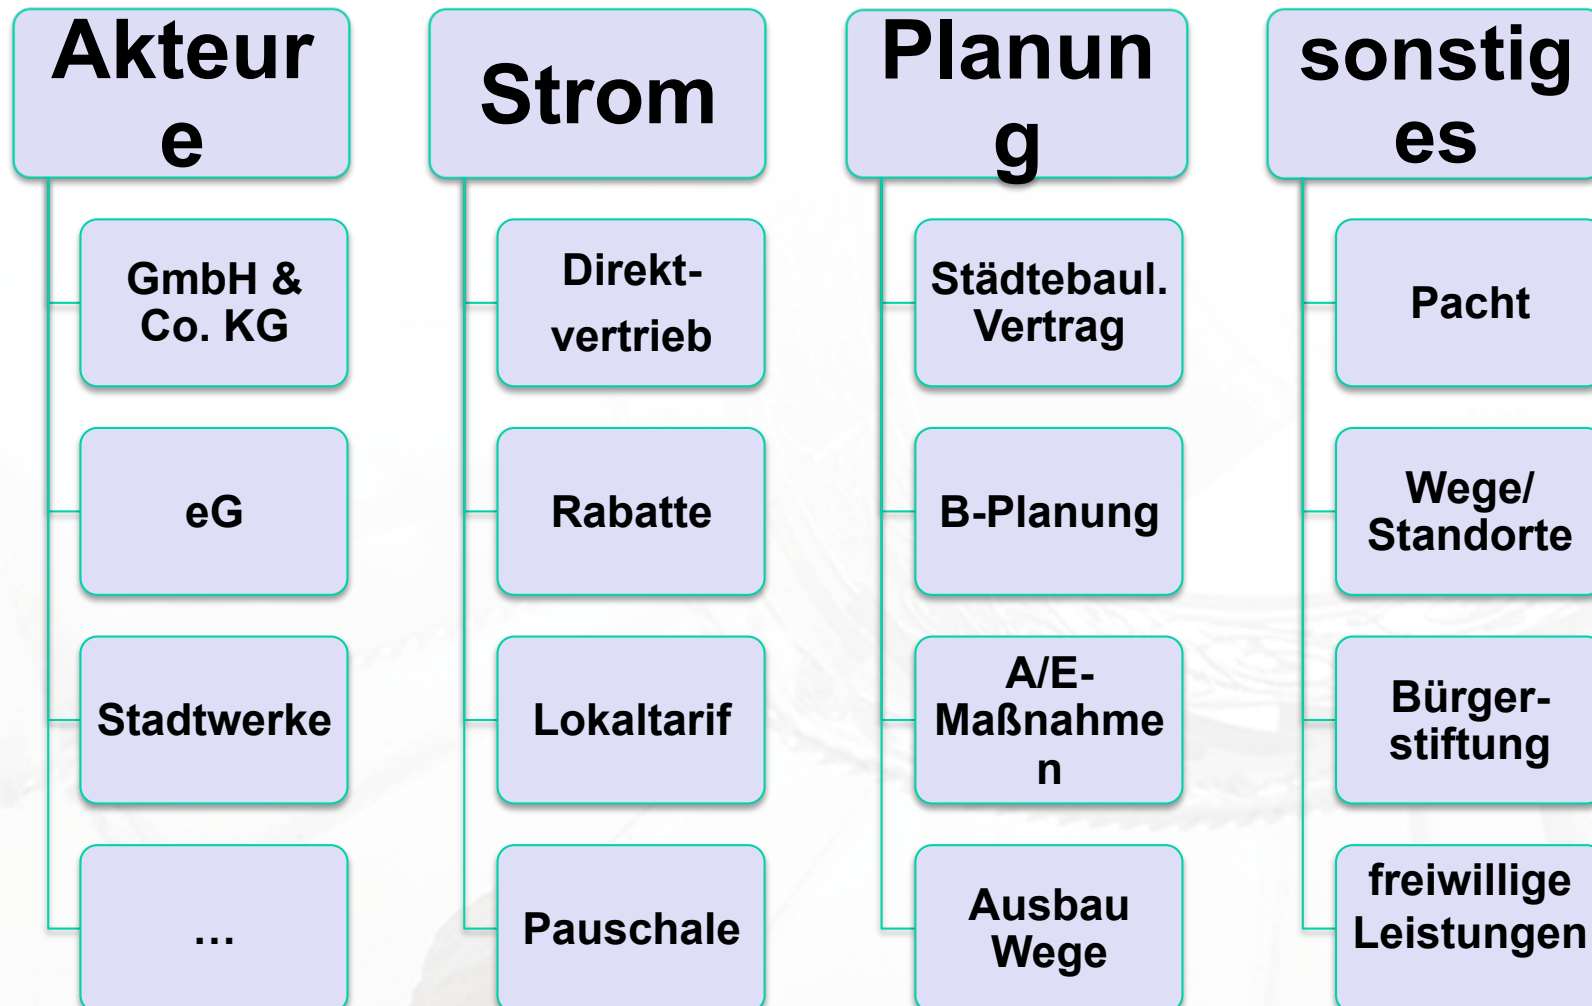 Akteur
e
GmbH &
Co. KG
eG
Stadtwerke
…
Strom
Direkt-
vertrieb
Rabatte
Lokaltarif
Pauschale
Planun
g
Städtebaul.
Vertrag
B-Planung
A/E-
Maßnahme
n
Ausbau
Wege
sonstig
es
Pacht
Wege/
Standorte
Bürger-
stiftung
freiwillige
Leistungen